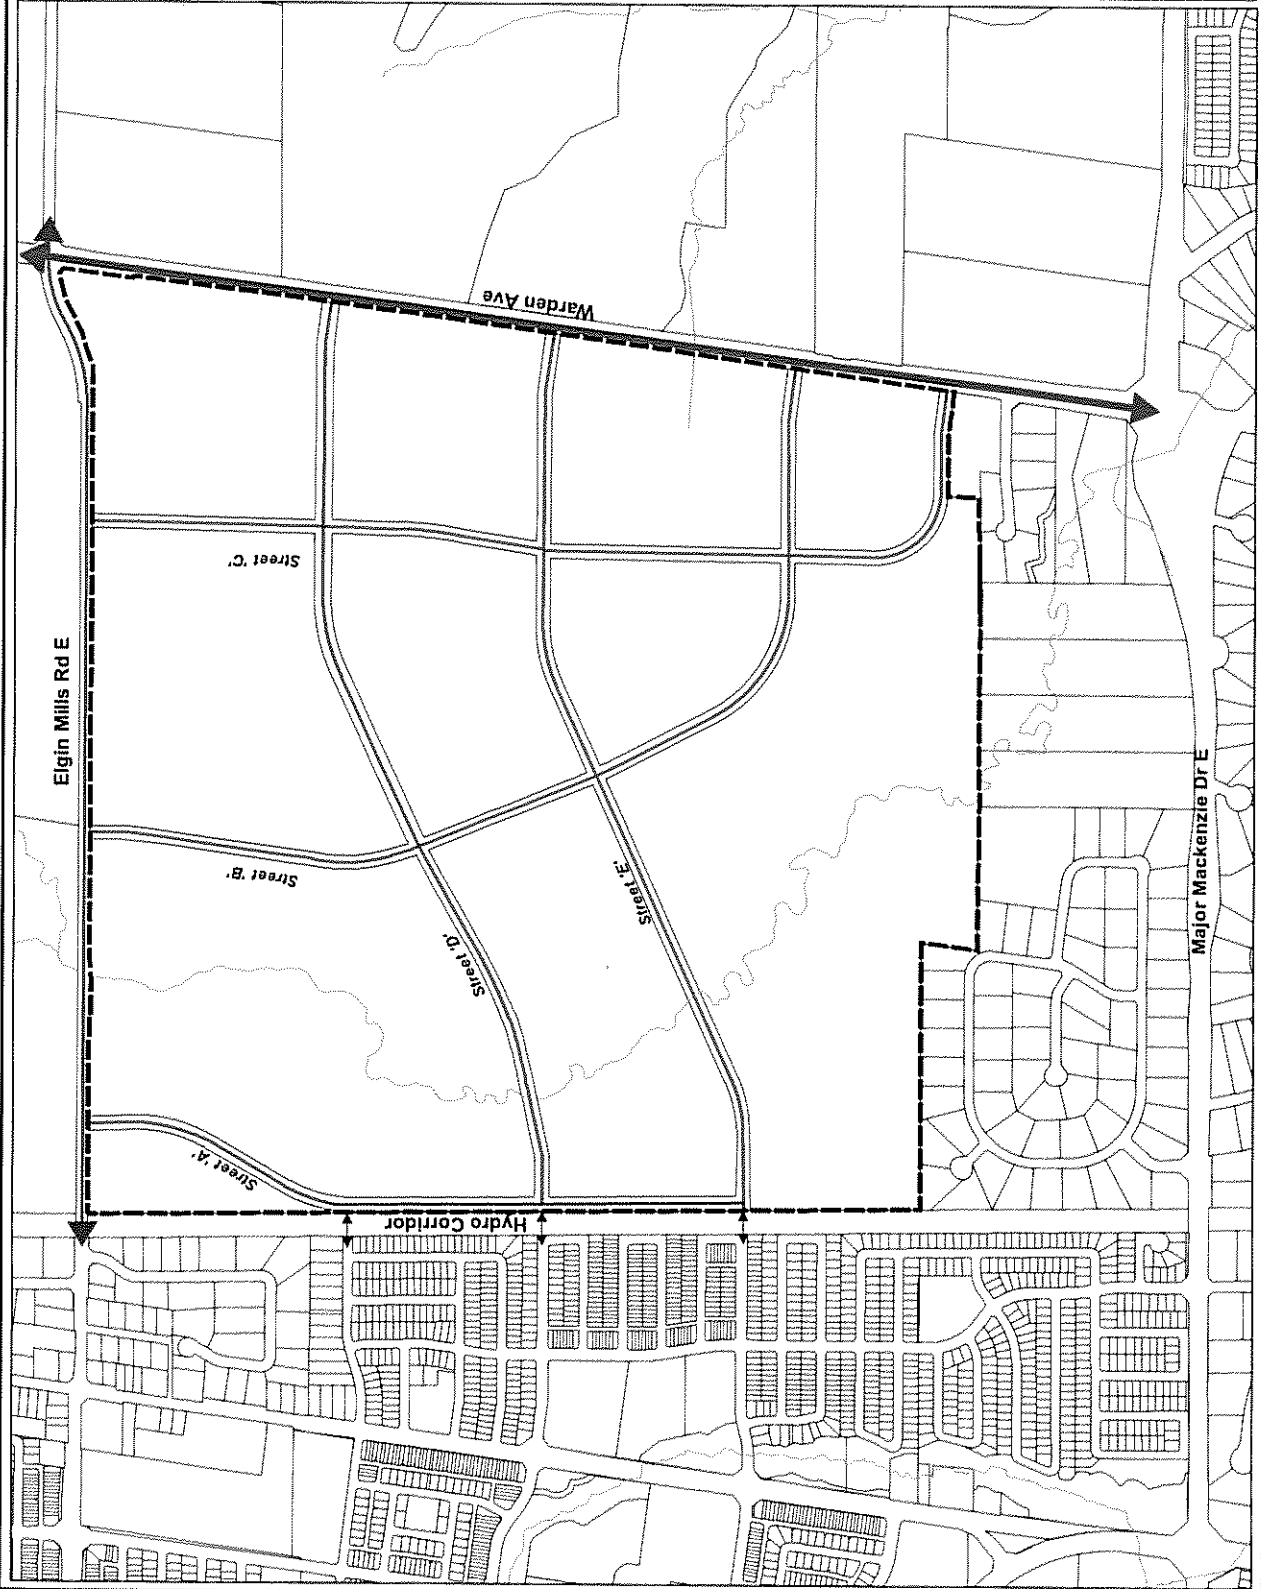 Warden Ave
Street 'C'
Elgin Mills Rd E
Street 'B'
Street 'E'
Street 'D'
Major Mackenzie Dr E
Street 'A'
Hydro Corridor